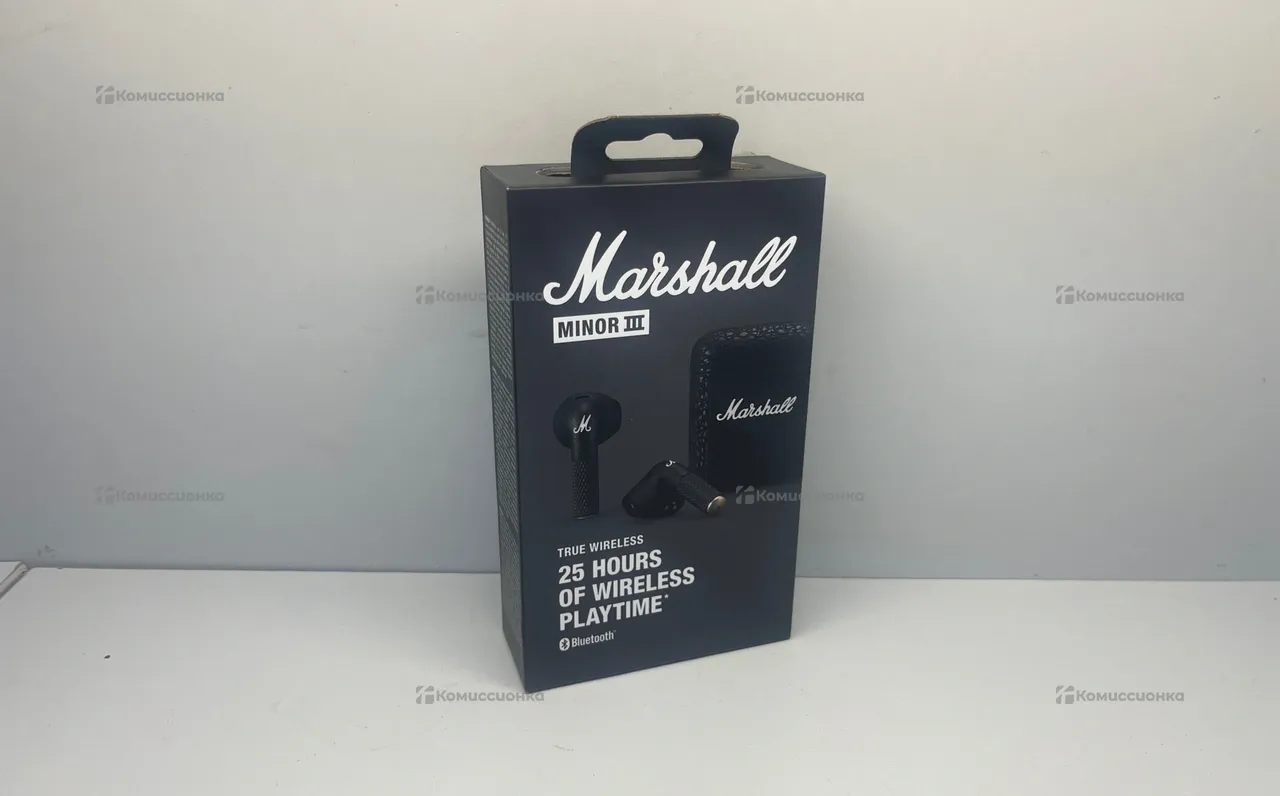 Комиссионка
Комиссионка
Marshall
Комиссионка
Комиссионка
MINOR III
Marshall
M
Комиссионка
Комиссионка
TRUE WIRELESS
25 HOURS
OF WIRELESS
PLAYTIME*
Bluetooth
Комиссионка
Комиссионка